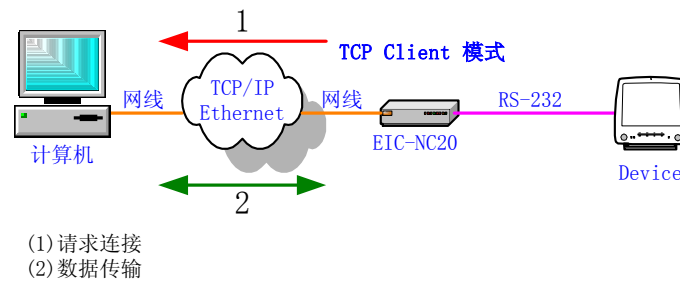 1
TCP Client 模式
网线
TCP/IP
Ethernet
网线
RS-232
EIC-NC20
计算机
Device
2
(1)请求连接
(2)数据传输